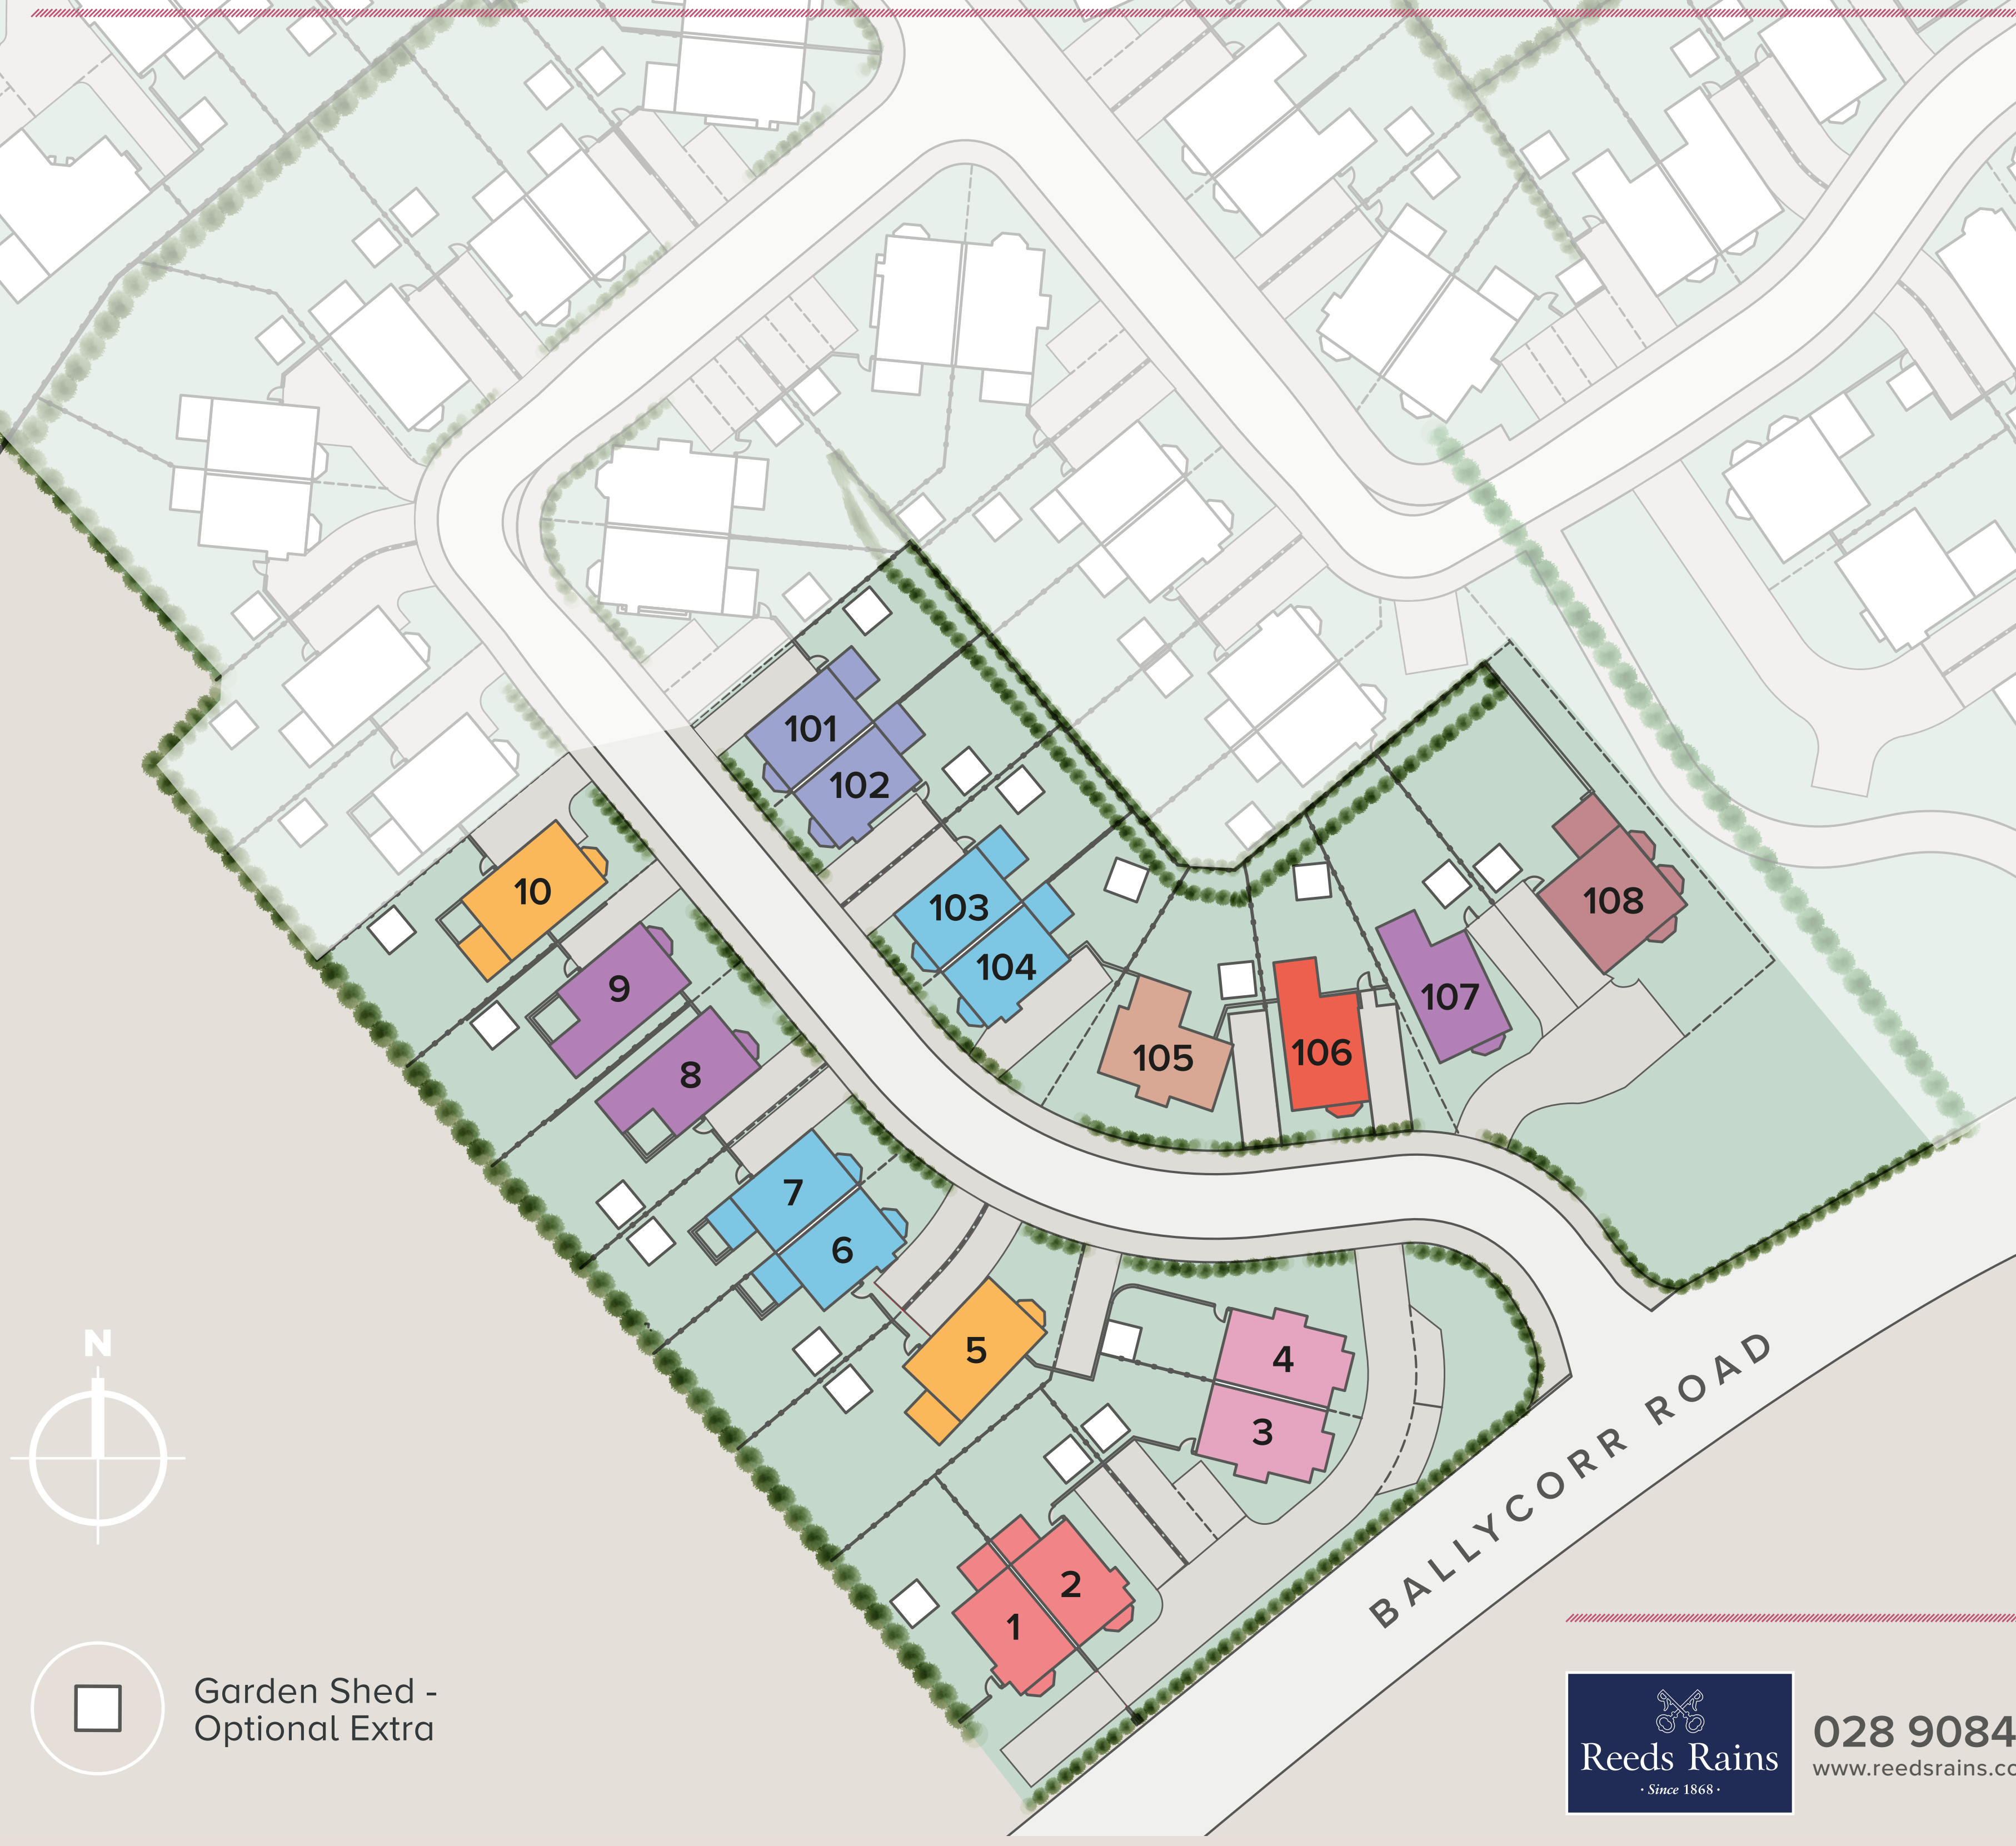 101
102
103
104
105
106
107
108
10
9
8
7
6
5
4
3
2
1
BALLYCORR ROAD
N
Garden Shed -
Optional Extra
Reeds Rains
· Since 1868 ·
028 9084
www.reedsrains.co